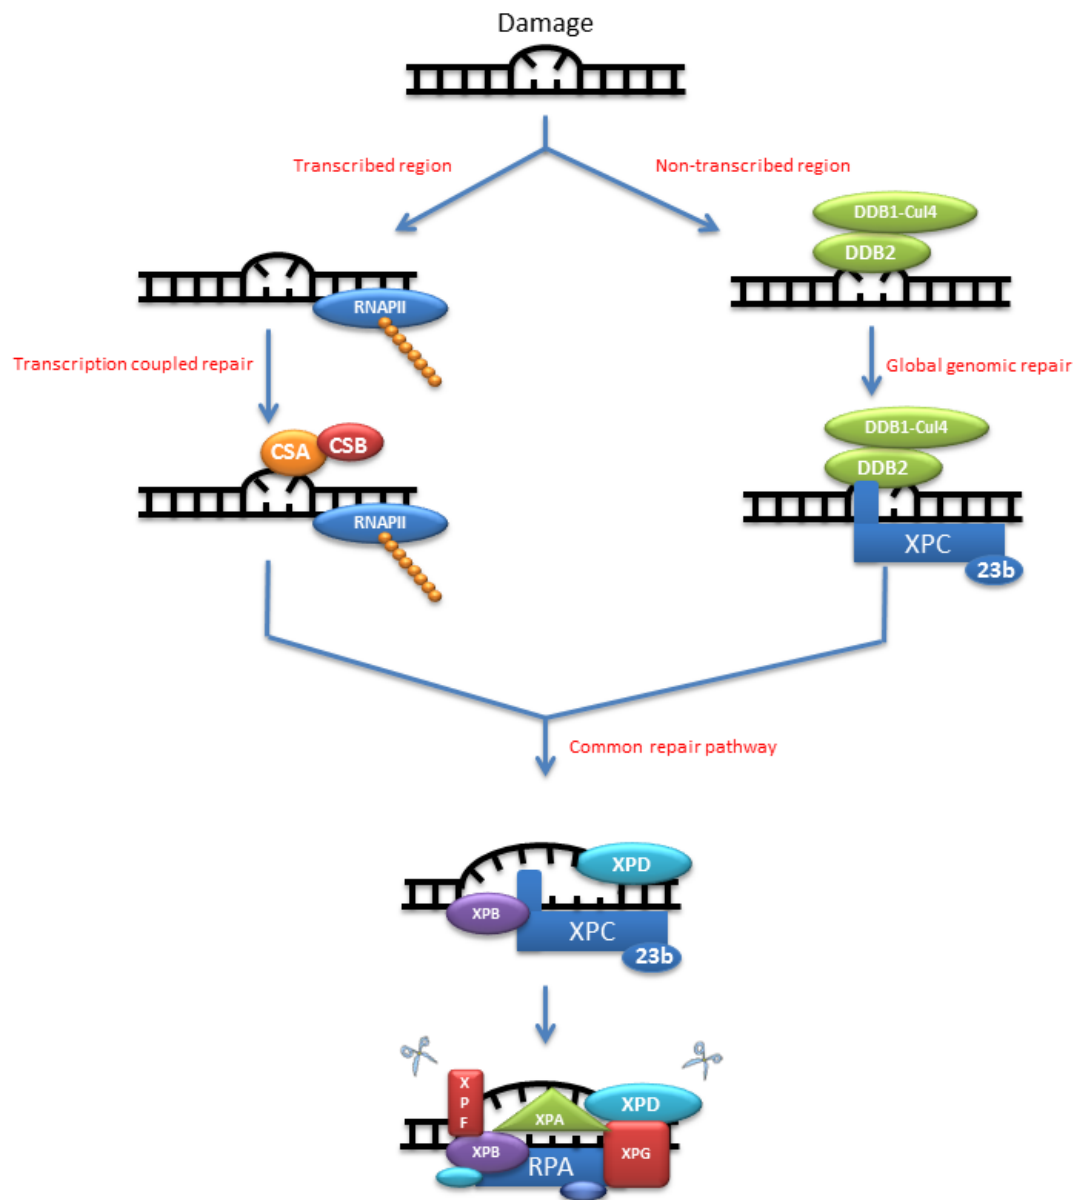 Damage
Transcribed region
Non-transcribed region
DDB1-Cul4
DDB2
RNAPII
Transcription coupled repair
Global genomic repair
CSA
CSB
DDB1-Cul4
DDB2
RNAPII
XPC
23b
Common repair pathway
XPD
XPB
XPC
23b
XPF
XPD
XPA
XPB
RPA
XPG